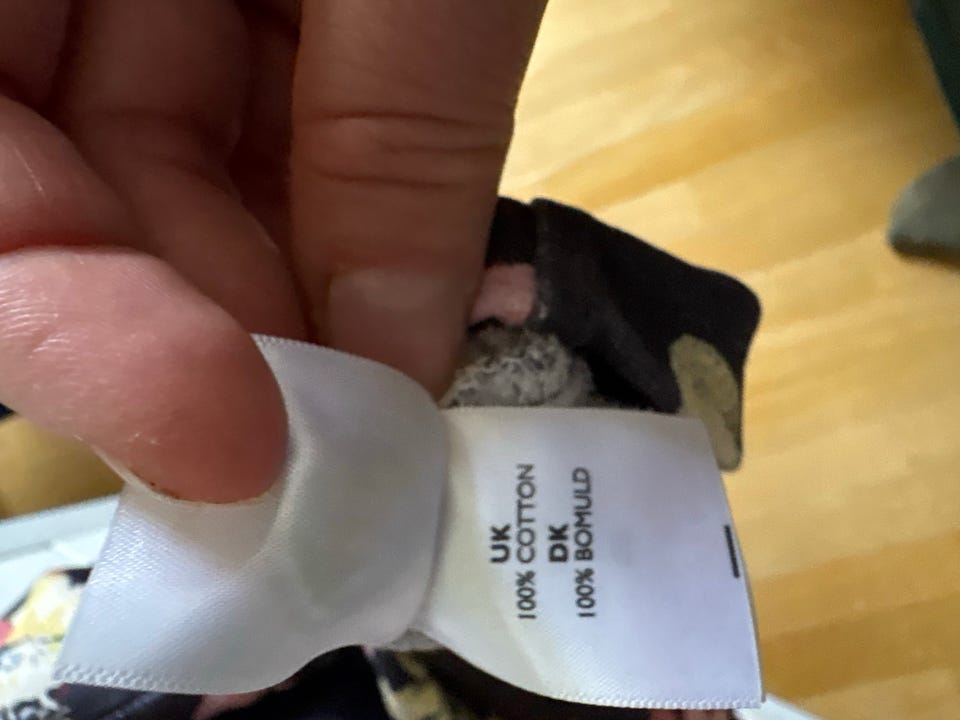 UK
100% COTTON
DK
100% BOMULD